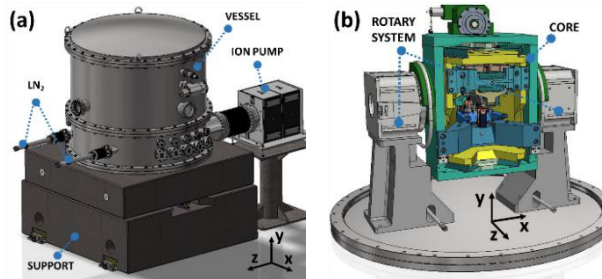 (a)
VESSEL
ION PUMP
LN₂
SUPPORT
y
z
x
(b)
ROTARY
SYSTEM
CORE
y
x
z